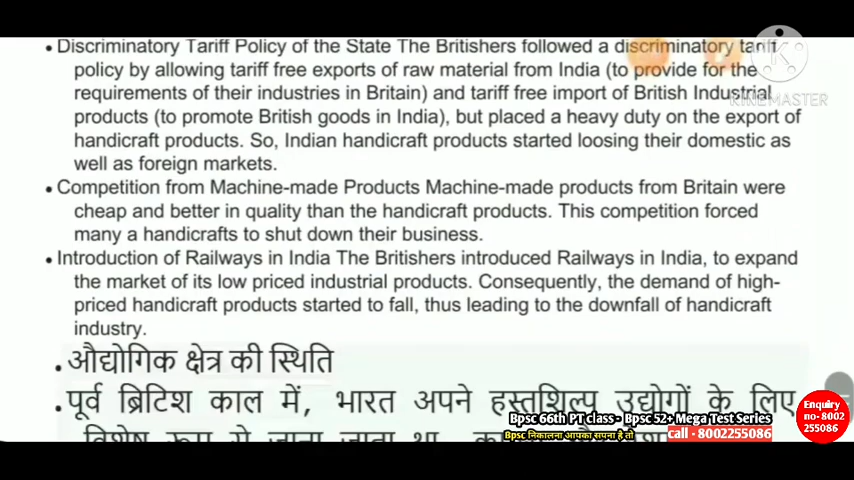 • Discriminatory Tariff Policy of the State The Britishers followed a discriminatory tariff
policy by allowing tariff free exports of raw material from India (to provide for the
requirements of their industries in Britain) and tariff free import of British Industrial
KINEMASTER
products (to promote British goods in India), but placed a heavy duty on the export of
handicraft products. So, Indian handicraft products started loosing their domestic as
well as foreign markets.
• Competition from Machine-made Products Machine-made products from Britain were
cheap and better in quality than the handicraft products. This competition forced
many a handicrafts to shut down their business.
• Introduction of Railways in India The Britishers introduced Railways in India, to expand
the market of its low priced industrial products. Consequently, the demand of high-
priced handicraft products started to fall, thus leading to the downfall of handicraft
industry.
• औद्योगिक क्षेत्र की स्थिति
• पूर्व ब्रिटिश काल में, भारत अपने हस्तशिल्प उद्योगों के लिए
विशेष रूप से जाना जाता था
Bpsc 66th PT class - Bpsc 52+ Mega Test Series
Bpsc निकालना आपका सपना है तो
call - 8002255086
Enquiry
no- 8002
255086